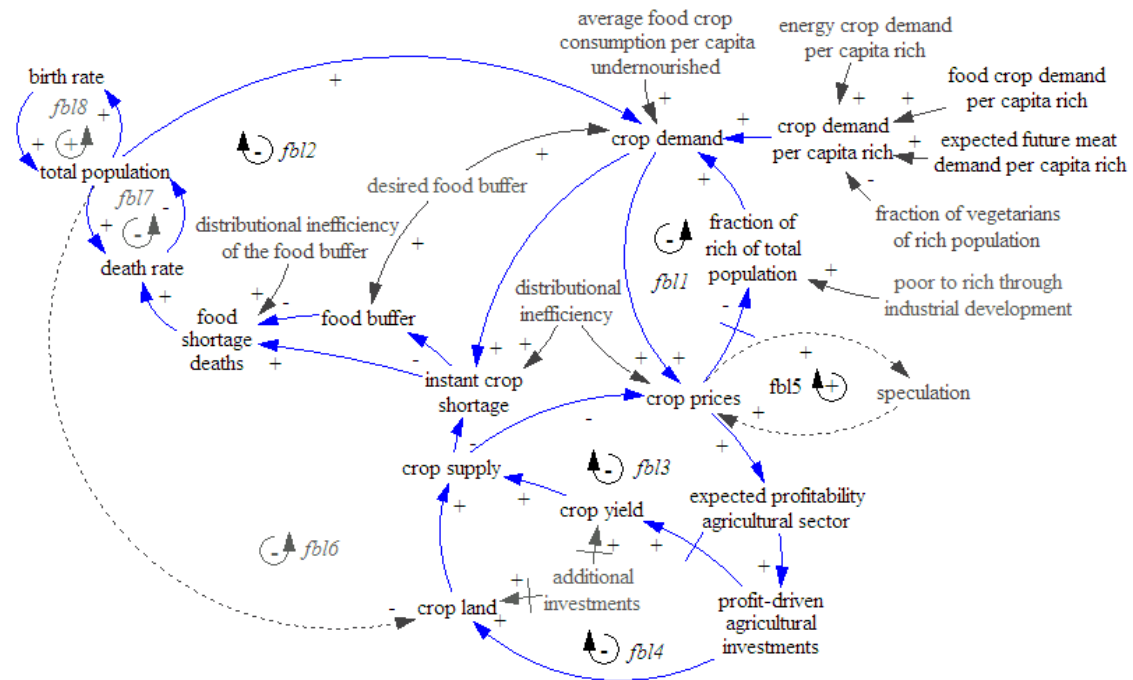 average food crop
consumption per capita
undernourished
energy crop demand
per capita rich
birth rate
fbl8
+
+
+
+
food crop demand
per capita rich
+
+
+
+
crop demand
crop demand
per capita rich
+
expected future meat
demand per capita rich
total population
- fbl2
+
-
desired food buffer
+
fbl7
-
-
+
distributional inefficiency
of the food buffer
fraction of vegetarians
of rich population
fraction of
rich of total
population
-
fbl1
death rate
+
+
+
-
distributional
inefficiency
-
+
poor to rich through
industrial development
food
shortage
deaths
food buffer
+
-
+
+
+
+
+
instant crop
shortage
crop prices
fbl5
+
speculation
+
-
-
+
crop supply
- fbl3
expected profitability
agricultural sector
+
+
crop yield
- fbl6
+
+
+
+
additional
investments
-
crop land
+
profit-driven
agricultural
investments
- fbl4